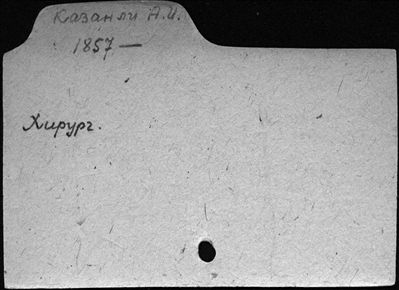 Казанли А.И.
1857 —
Хирург.